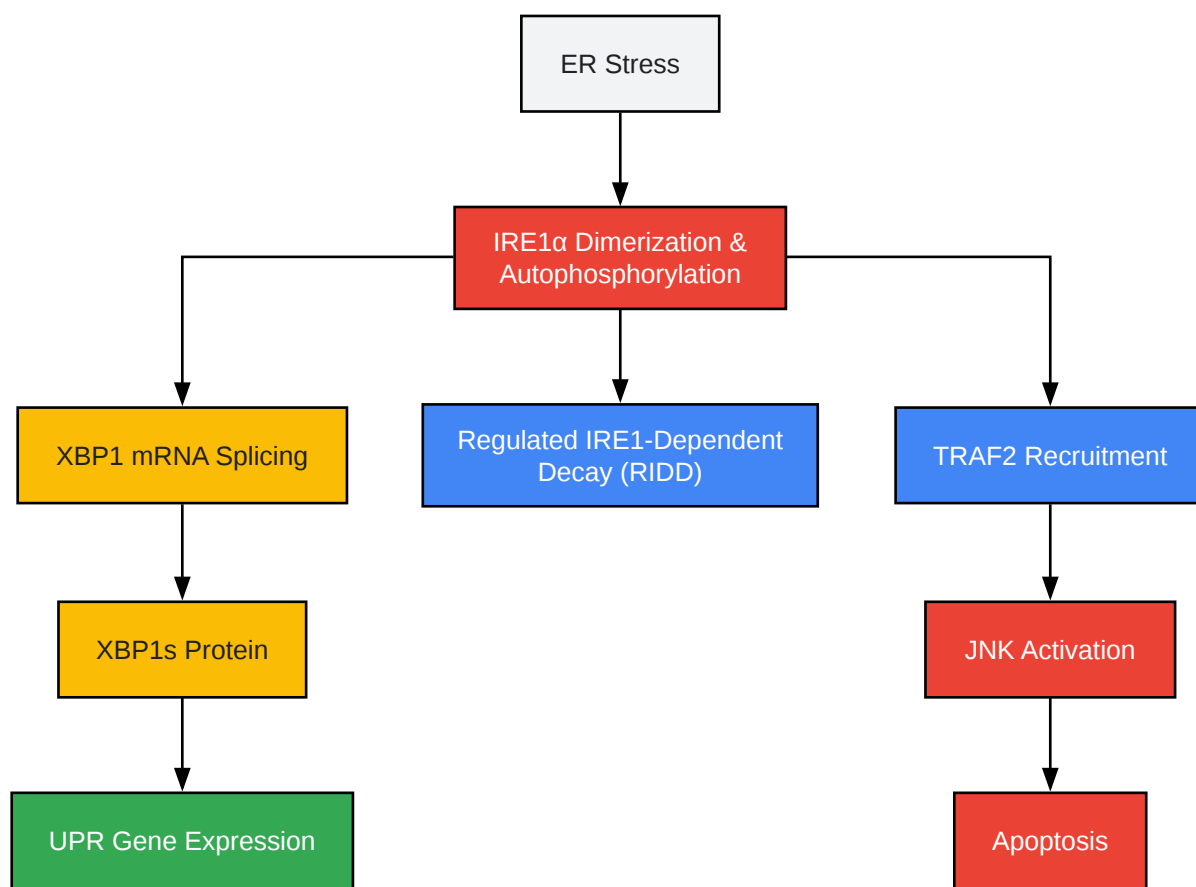 ER Stress
IRE1α Dimerization &
Autophosphorylation
XBP1 mRNA Splicing
Regulated IRE1-Dependent
Decay (RIDD)
TRAF2 Recruitment
XBP1s Protein
JNK Activation
UPR Gene Expression
Apoptosis